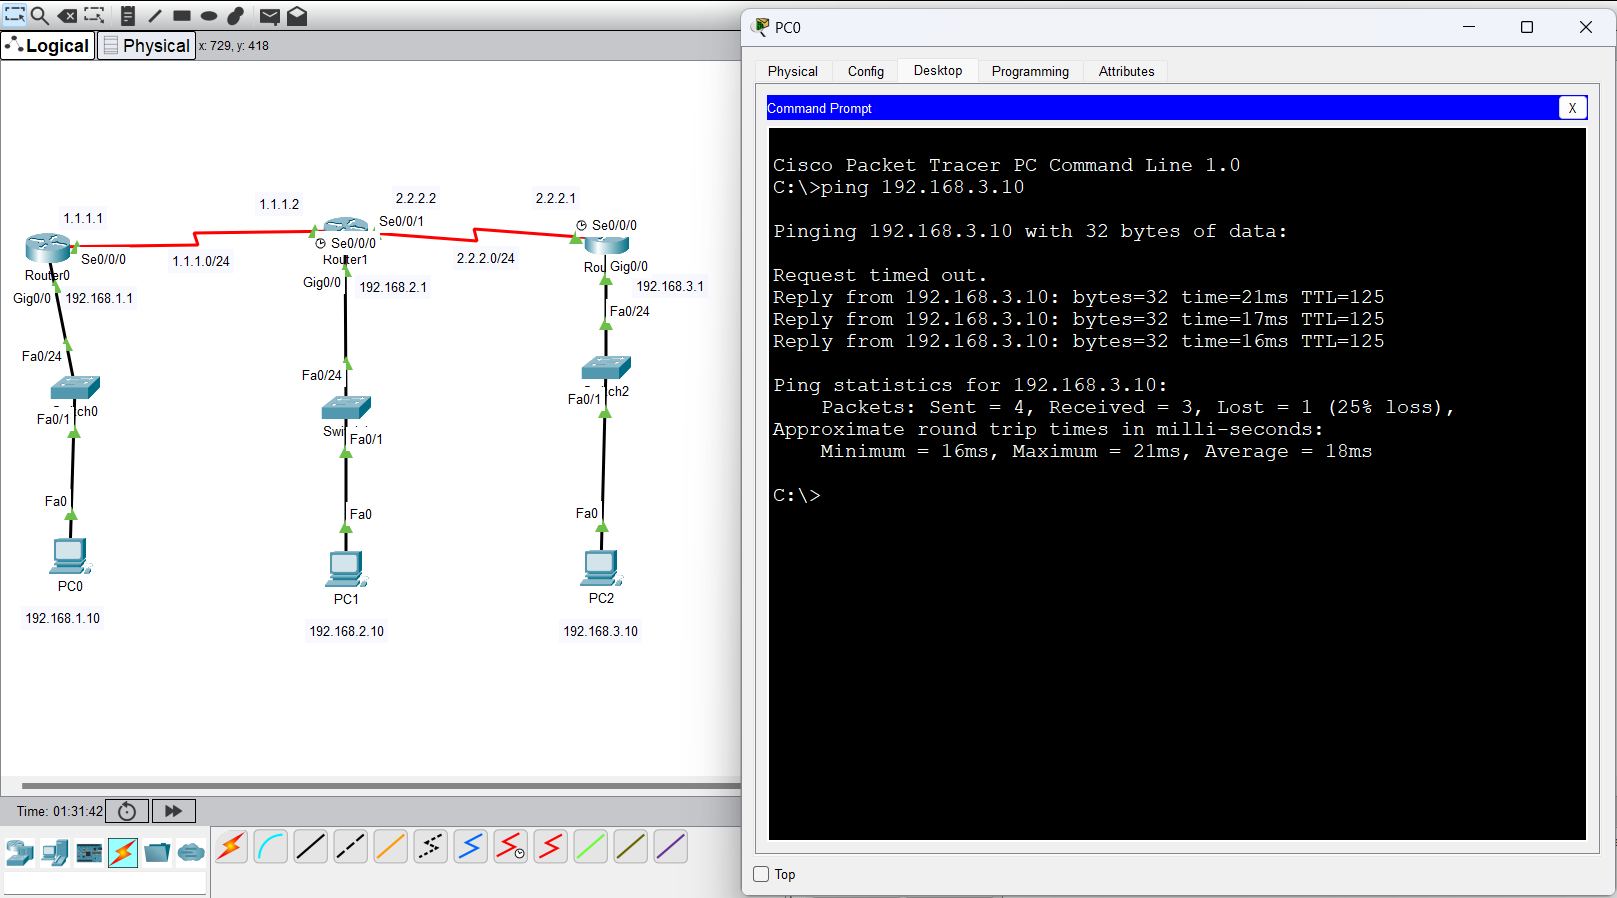 Logical
Physical
x: 729, y: 418
1.1.1.1
1.1.1.2
2.2.2.2
2.2.2.1
Se0/0/1
Se0/0/0
Se0/0/0
Se0/0/0
Router0
Router1
Rou
Gig0/0
1.1.1.0/24
2.2.2.0/24
Gig0/0
192.168.1.1
Gig0/0
192.168.2.1
192.168.3.1
Fa0/24
Fa0/24
Fa0/24
Fa0/1
tch0
Swi
Fa0/1
Fa0/1
tch2
Fa0
Fa0
Fa0
PC0
PC1
PC2
192.168.1.10
192.168.2.10
192.168.3.10
Time: 01:31:42
PC0
Physical
Config
Desktop
Programming
Attributes
Command Prompt
X
Cisco Packet Tracer PC Command Line 1.0
C:\>ping 192.168.3.10
Pinging 192.168.3.10 with 32 bytes of data:
Request timed out.
Reply from 192.168.3.10: bytes=32 time=21ms TTL=125
Reply from 192.168.3.10: bytes=32 time=17ms TTL=125
Reply from 192.168.3.10: bytes=32 time=16ms TTL=125
Ping statistics for 192.168.3.10:
Packets: Sent = 4, Received = 3, Lost = 1 (25% loss),
Approximate round trip times in milli-seconds:
Minimum = 16ms, Maximum = 21ms, Average = 18ms
C:\>
Top